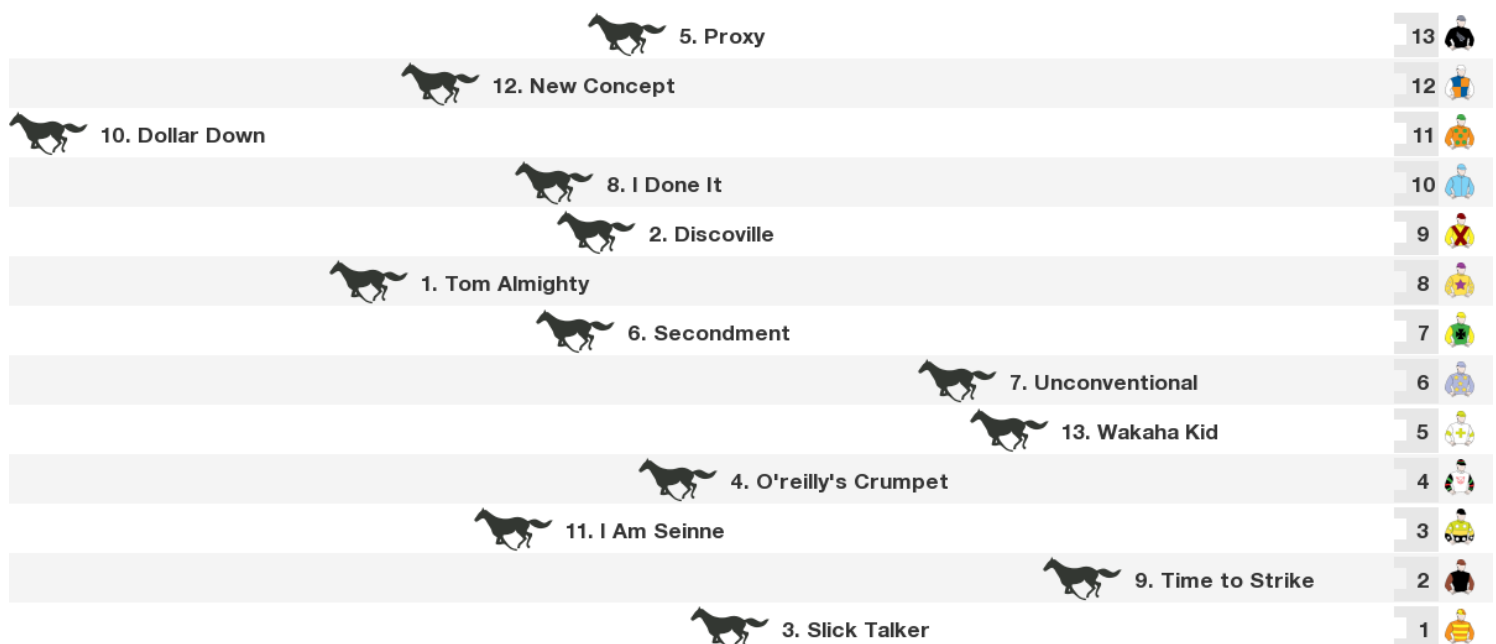 5. Proxy 13
12. New Concept 12
10. Dollar Down 11
8. I Done It 10
2. Discoville 9
1. Tom Almighty 8
6. Secondment 7
7. Unconventional 6
13. Wakaha Kid 5
4. O'reilly's Crumpet 4
11. I Am Seinne 3
9. Time to Strike 2
3. Slick Talker 1